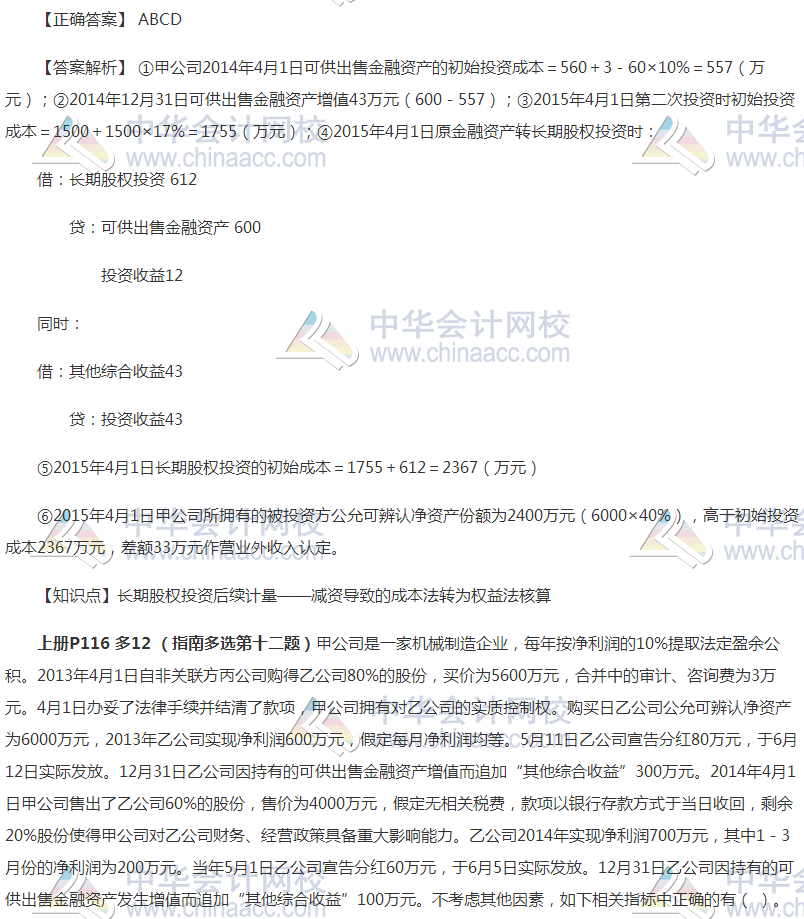 【正确答案】 ABCD
【答案解析】 ①甲公司2014年4月1日可供出售金融资产的初始投资成本＝560＋3－60×10%＝557（万
元）；②2014年12月31日可供出售金融资产增值43万元（600－557）；③2015年4月1日第二次投资时初始投资
成本＝1500＋1500×17%＝1755（万元）；④2015年4月1日原金融资产转长期股权投资时：
借：长期股权投资 612
贷：可供出售金融资产 600
投资收益12
同时：
借：其他综合收益43
贷：投资收益43
⑤2015年4月1日长期股权投资的初始成本＝1755＋612＝2367（万元）
⑥2015年4月1日甲公司所拥有的被投资方公允可辨认净资产份额为2400万元（6000×40%），高于初始投资
成本2367万元，差额33万元作营业外收入认定。
【知识点】长期股权投资后续计量——减资导致的成本法转为权益法核算
上册P116 多12 （指南多选第十二题）甲公司是一家机械制造企业，每年按净利润的10%提取法定盈余公
积。2013年4月1日自非关联方丙公司购得乙公司80%的股份，买价为5600万元，合并中的审计、咨询费为3万
元。4月1日办妥了法律手续并结清了款项，甲公司拥有对乙公司的实质控制权。购买日乙公司公允可辨认净资产
为6000万元，2013年乙公司实现净利润600万元，假定每月净利润均等。5月11日乙公司宣告分红80万元，于6月
12日实际发放。12月31日乙公司因持有的可供出售金融资产增值而追加“其他综合收益”300万元。2014年4月1
日甲公司售出了乙公司60%的股份，售价为4000万元，假定无相关税费，款项以银行存款方式于当日收回，剩余
20%股份使得甲公司对乙公司财务、经营政策具备重大影响能力。乙公司2014年实现净利润700万元，其中1－3
月份的净利润为200万元。当年5月1日乙公司宣告分红60万元，于6月5日实际发放。12月31日乙公司因持有的可
供出售金融资产发生增值而追加“其他综合收益”100万元。不考虑其他因素，如下相关指标中正确的有（ ）。
中华会计网校
www.chinaacc.com